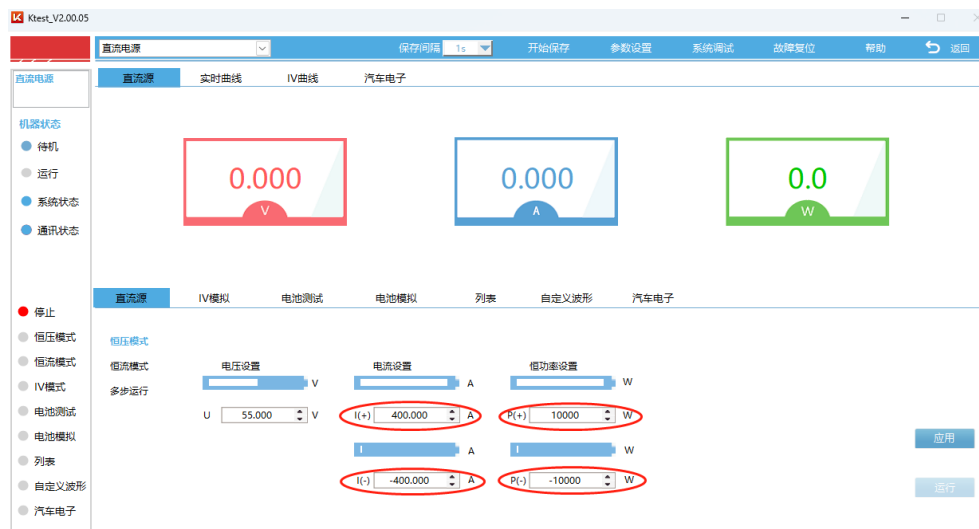 Ktest_V2.00.05
直流电源 保存间隔 1s 开始保存 参数设置 系统调试 故障复位 帮助 返回
直流电源
直流源 实时曲线 IV曲线 汽车电子
机器状态
待机
运行
系统状态
通讯状态
0.000 0.000 0.0
V A W
停止
恒压模式
恒流模式
IV模式
电池测试
电池模拟
列表
自定义波形
汽车电子
直流源 IV模拟 电池测试 电池模拟 列表 自定义波形 汽车电子
恒压模式
恒流模式
多步运行
电压设置 电流设置 恒功率设置
V A W
U 55.000 V I(+) 400.000 A P(+) 10000 W
A W
I(-) -400.000 A P(-) -10000 W
应用
运行